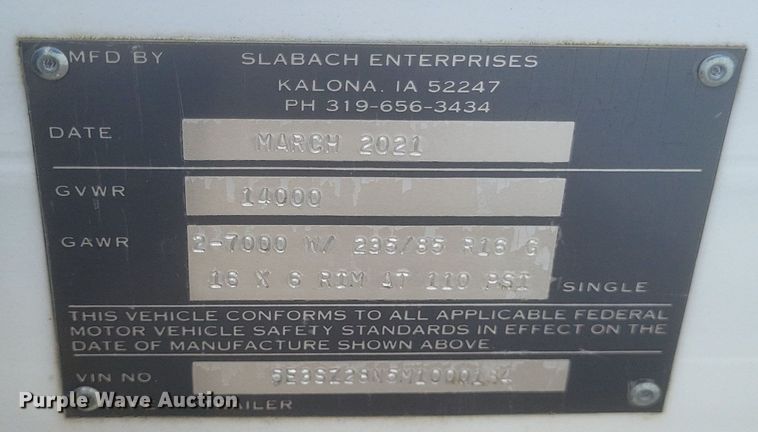 MFD BY SLABACH ENTERPRISES
KALONA, IA 52247
PH 319-656-3434
DATE MARCH 2021
GVWR 14000
GAWR 2-7000 W/ 235/85 R16 G
16 X 6 RIM AT 110 PSI SINGLE
THIS VEHICLE CONFORMS TO ALL APPLICABLE FEDERAL
MOTOR VEHICLE SAFETY STANDARDS IN EFFECT ON THE
DATE OF MANUFACTURE SHOWN ABOVE.
VIN NO.
Purple Wave Auction